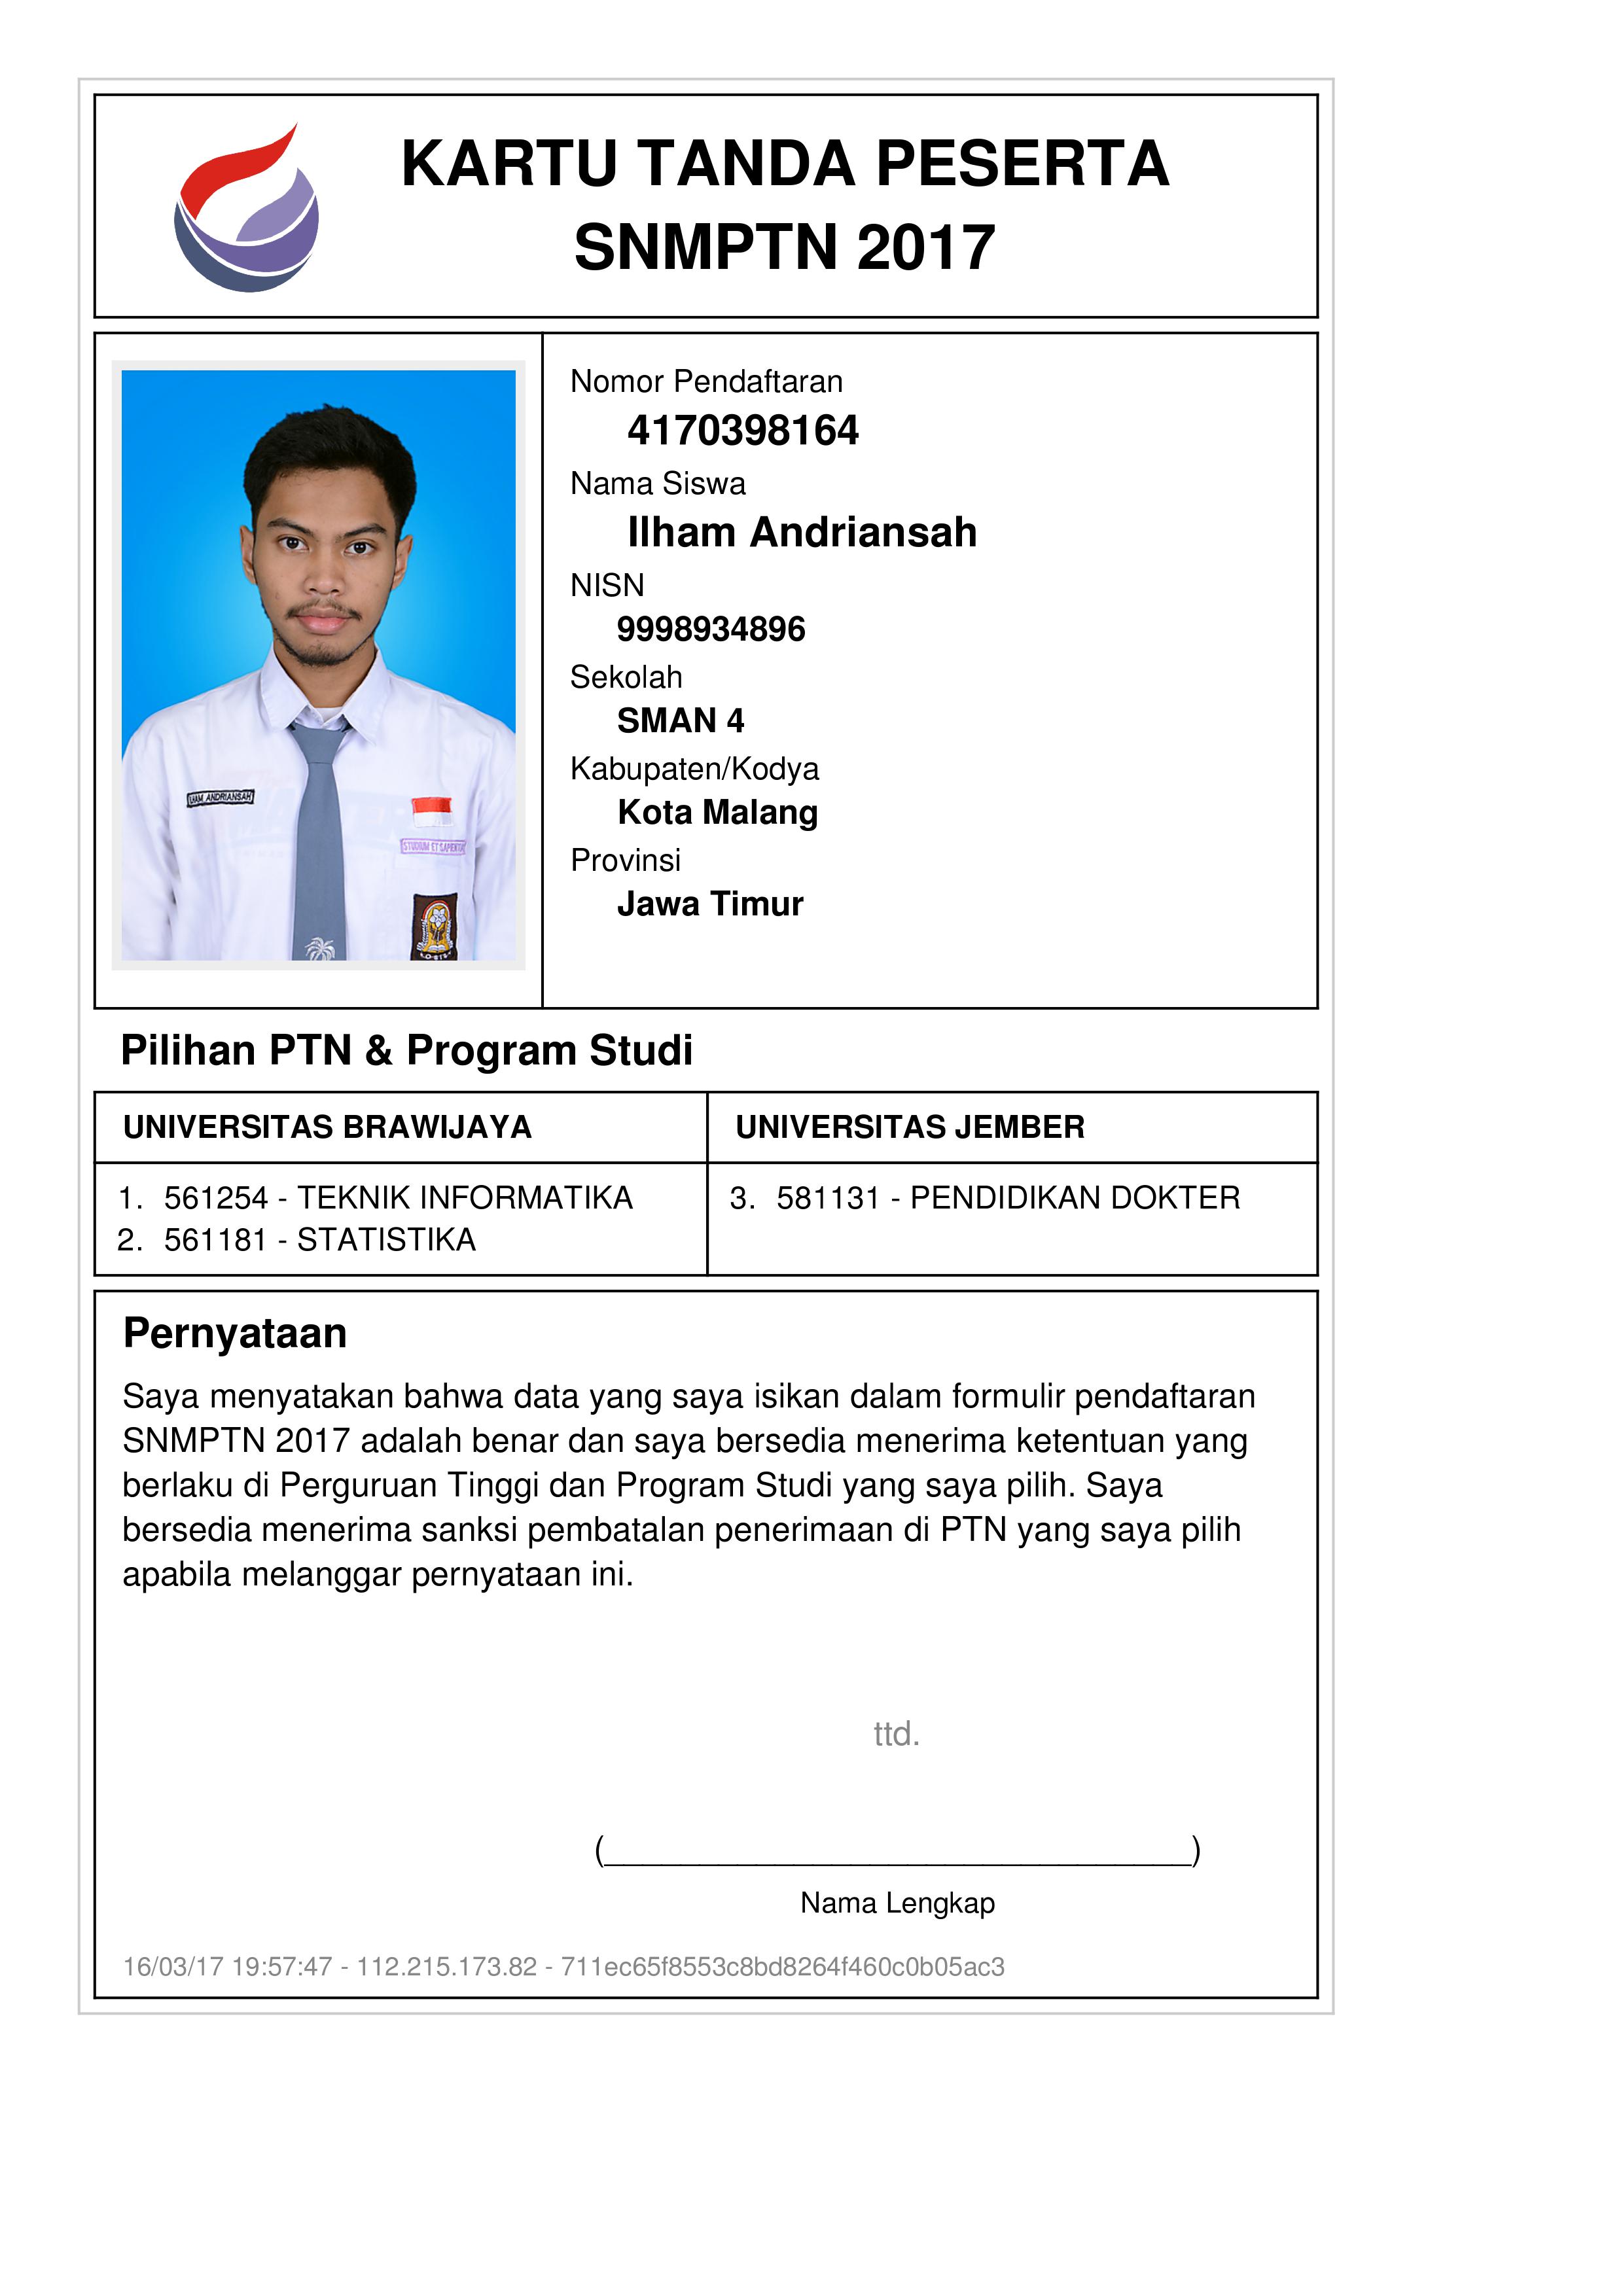 KARTU TANDA PESERTA
SNMPTN 2017
Nomor Pendaftaran
4170398164
Nama Siswa
Ilham Andriansah
NISN
9998934896
Sekolah
SMAN 4
Kabupaten/Kodya
Kota Malang
Provinsi
Jawa Timur
ILHAM ANDRIANSAH
STUDIUM ET
Pilihan PTN & Program Studi
UNIVERSITAS BRAWIJAYA
1. 561254 - TEKNIK INFORMATIKA
2. 561181 - STATISTIKA
UNIVERSITAS JEMBER
3. 581131 - PENDIDIKAN DOKTER
Pernyataan
Saya menyatakan bahwa data yang saya isikan dalam formulir pendaftaran
SNMPTN 2017 adalah benar dan saya bersedia menerima ketentuan yang
berlaku di Perguruan Tinggi dan Program Studi yang saya pilih. Saya
bersedia menerima sanksi pembatalan penerimaan di PTN yang saya pilih
apabila melanggar pernyataan ini.
ttd.
(______________________________)
Nama Lengkap
16/03/17 19:57:47 - 112.215.173.82 - 711ec65f8553c8bd8264f460c0b05ac3